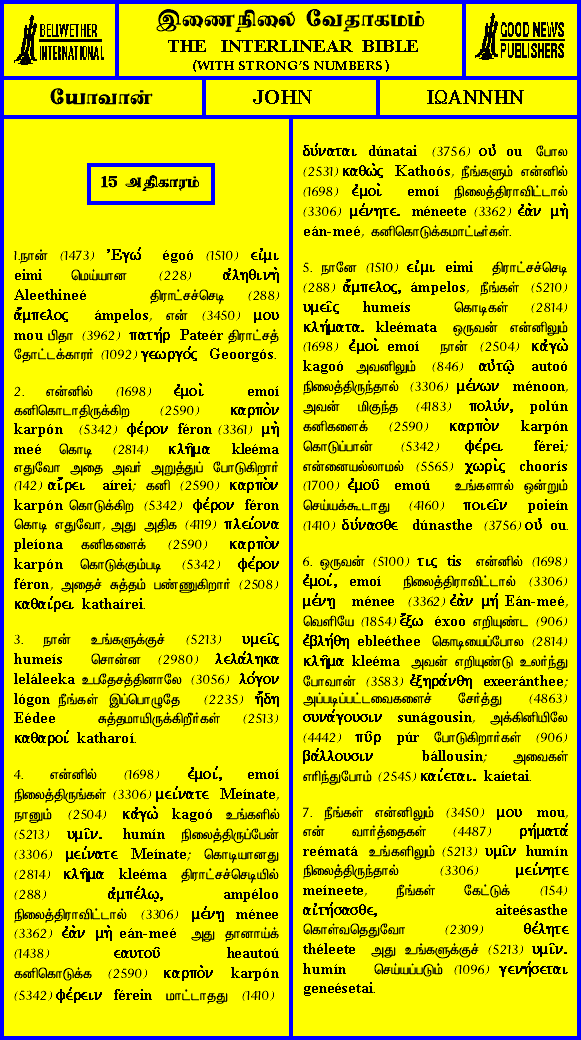 BELLWETHER
INTERNATIONAL
இணைநிலை வேதாகமம்
THE INTERLINEAR BIBLE
(WITH STRONG'S NUMBERS)
GOOD NEWS
PUBLISHERS
யோவான்
JOHN
ΙΩΑΝΝΗΝ
15 அதிகாரம்
1.நான் (1473) Ἐγώ égoó (1510) εἰμι
eimi மெய்யான (228) ἀληθινὴ
Aleethineé திராட்சச்செடி (288)
ἄμπελος ámpelos, என் (3450) μου
mou பிதா (3962) πατήρ Pateér திராட்சத்
தோட்டக்காரர் (1092) γεωργός Geoorgós.
2. என்னில் (1698) ἐμοὶ emoí
கனிகொடாதிருக்கிற (2590) καρπὸν
karpón (5342) φέρον féron (3361) μὴ
meé கொடி (2814) κλῆμα kleéma
எதுவோ அதை அவர் அறுத்துப் போடுகிறார்
(142) αἴρει aírei; கனி (2590) καρπὸν
karpón கொடுக்கிற (5342) φέρον féron
கொடி எதுவோ, அது அதிக (4119) πλείονα
pleíona கனிகளைக் (2590) καρπὸν
karpón கொடுக்கும்படி (5342) φέρον
féron, அதைச் சுத்தம் பண்ணுகிறார் (2508)
καθαίρει kathaírei.
3. நான் உங்களுக்குச் (5213) υμεῖς
humeís சொன்ன (2980) λελάληκα
leláleeka உபதேசத்தினாலே (3056) λόγον
lógon நீங்கள் இப்பொழுதே (2235) ἤδη
Eédee சுத்தமாயிருக்கிறீர்கள் (2513)
καθαροί katharoí.
4. என்னில் (1698) ἐμοί, emoí
நிலைத்திருங்கள் (3306) μείνατε Meínate,
நானும் (2504) κἀγὼ kagoó உங்களில்
(5213) υμῖν. humín நிலைத்திருப்பேன்
(3306) μείνατε Meínate; கொடியானது
(2814) κλῆμα kleéma திராட்சச்செடியில்
(288) ἀμπέλῳ, ampéloo
நிலைத்திராவிட்டால் (3306) μένῃ ménee
(3362) ἐὰν μὴ eán-meé அது தானாய்க்
(1438) εαυτοῦ heautoú
கனிகொடுக்க (2590) καρπὸν karpón
(5342) φέρειν férein மாட்டாதது (1410)
δύναται dúnatai (3756) οὐ ou போல
(2531) καθὼς Kathoós, நீங்களும் என்னில்
(1698) ἐμοὶ emoí நிலைத்திராவிட்டால்
(3306) μένητε. méneete (3362) ἐὰν μὴ
eán-meé, கனிகொடுக்கமாட்டீர்கள்.
5. நானே (1510) εἰμι eimi திராட்சச்செடி
(288) ἄμπελος, ámpelos, நீங்கள் (5210)
υμεῖς humeís கொடிகள் (2814)
κλήματα. kleémata ஒருவன் என்னிலும்
(1698) ἐμοὶ emoí நான் (2504) κἀγὼ
kagoó அவனிலும் (846) αὐτῷ autoó
நிலைத்திருந்தால் (3306) μένων ménoon,
அவன் மிகுந்த (4183) πολύν, polún
கனிகளைக் (2590) καρπὸν karpón
கொடுப்பான் (5342) φέρει férei;
என்னையல்லாமல் (5565) χωρὶς choorís
(1700) ἐμοῦ emoú உங்களால் ஒன்றும்
செய்யக்கூடாது (4160) ποιεῖν poieín
(1410) δύνασθε dúnasthe (3756) οὐ ou.
6. ஒருவன் (5100) τις tis என்னில் (1698)
ἐμοί, emoí நிலைத்திராவிட்டால் (3306)
μένῃ ménee (3362) ἐὰν μή Eán-meé,
வெளியே (1854) ἔξω éxoo எறியுண்ட (906)
ἐβλήθη ebleéthee கொடியைப்போல (2814)
κλῆμα kleéma அவன் எறியுண்டு உலர்ந்து
போவான் (3583) ἐξηράνθη exeeránthee;
அப்படிப்பட்டவைகளைச் சேர்த்து (4863)
συνάγουσιν sunágousin, அக்கினியிலே
(4442) πῦρ púr போடுகிறார்கள் (906)
βάλλουσιν bállousin; அவைகள்
எரிந்துபோம் (2545) καίεται. kaíetai.
7. நீங்கள் என்னிலும் (3450) μου mou,
என் வார்த்தைகள் (4487) ρήματά
reématá உங்களிலும் (5213) υμῖν humín
நிலைத்திருந்தால் (3306) μείνητε
meíneete, நீங்கள் கேட்டுக் (154)
αἰτήσασθε, aiteésasthe
கொள்வதெதுவோ (2309) θέλητε
théleete அது உங்களுக்குச் (5213) υμῖν.
humín செய்யப்படும் (1096) γενήσεται
geneésetai.